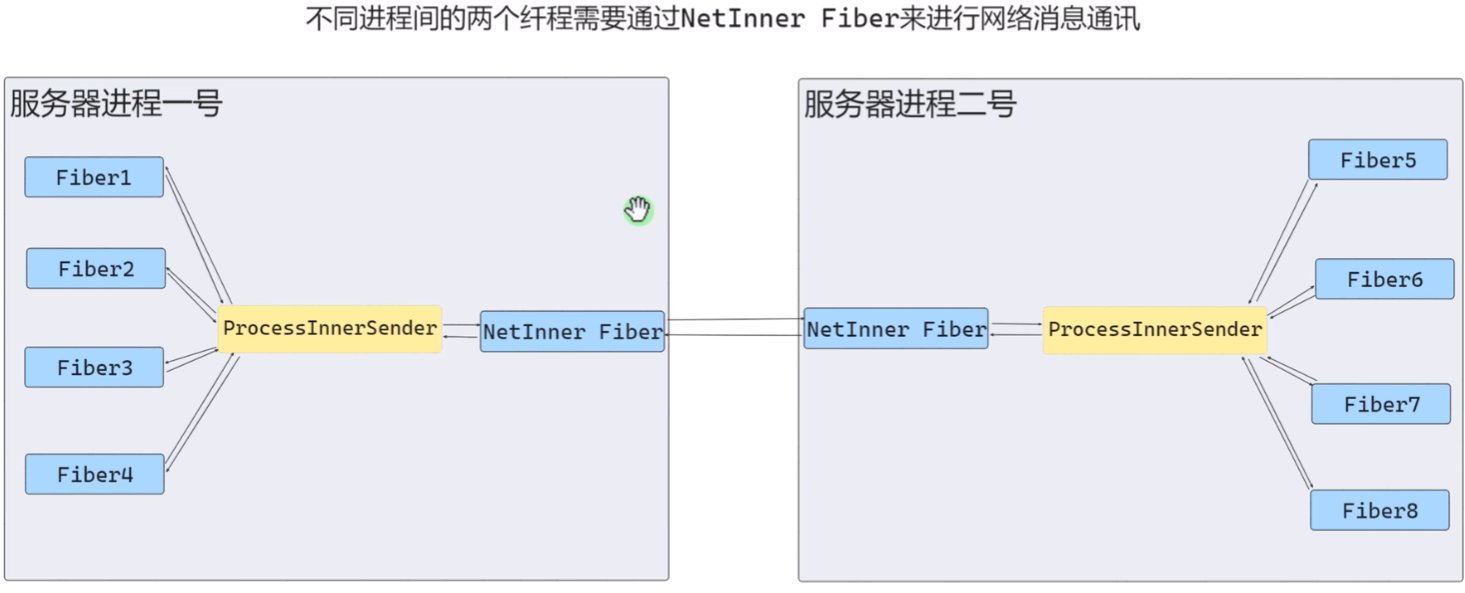 不同进程间的两个纤程需要通过NetInner Fiber来进行网络消息通讯
服务器进程一号
Fiber1
Fiber2
Fiber3
Fiber4
ProcessInnerSender
NetInner Fiber
服务器进程二号
NetInner Fiber
ProcessInnerSender
Fiber5
Fiber6
Fiber7
Fiber8